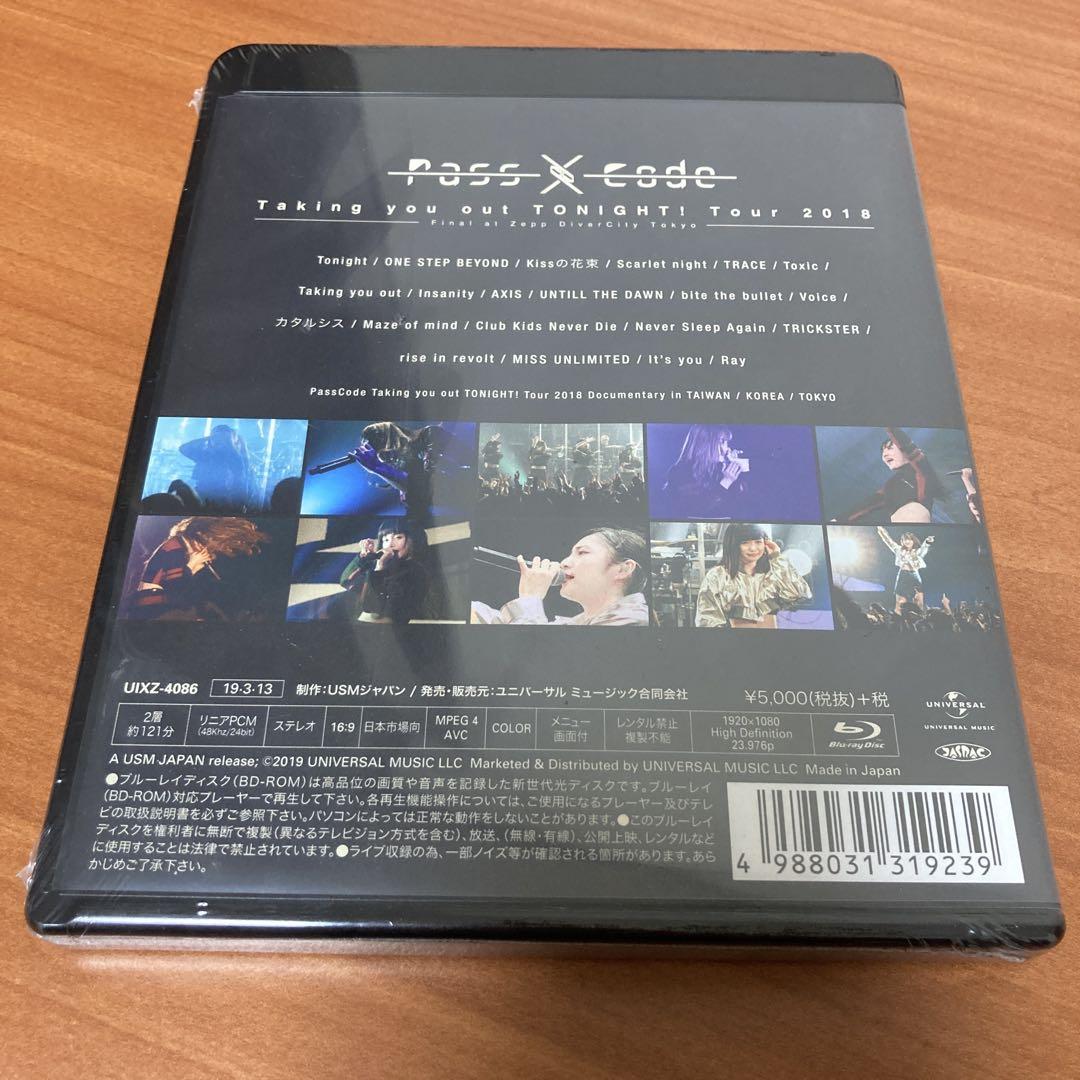 Pass Code
Taking you out TONIGHT! Tour 2018
Final at Zepp DiverCity Tokyo
Tonight / ONE STEP BEYOND / Kissの花束 / Scarlet night / TRACE / Toxic /
Taking you out / Insanity / AXIS / UNTILL THE DAWN / bite the bullet / Voice /
カタルシス / Maze of mind / Club Kids Never Die / Never Sleep Again / TRICKSTER /
rise in revolt / MISS UNLIMITED / It's you / Ray
PassCode Taking you out TONIGHT! Tour 2018 Documentary in TAIWAN / KOREA / TOKYO
UIXZ-4086 19・3・13 制作:USMジャパン / 発売・販売元:ユニバーサル ミュージック合同会社 ¥5,000(税抜)+税
UNIVERSAL
UNIVERSAL MUSIC
2層
約121分
リニアPCM
(48Khz/24bit)
ステレオ
16:9
日本市場向
MPEG 4
AVC
COLOR
メニュー
画面付
レンタル禁止
複製不能
1920×1080
High Definition
23.976p
Blu-ray Disc
JASRAC
A USM JAPAN release; ©2019 UNIVERSAL MUSIC LLC Marketed & Distributed by UNIVERSAL MUSIC LLC Made in Japan
●ブルーレイディスク(BD-ROM)は高品位の画質や音声を記録した新世代光ディスクです。ブルーレイ
(BD-ROM)対応プレーヤーで再生して下さい。各再生機能操作については、ご使用になるプレーヤー及びテレ
ビの取扱説明書を必ずご参照下さい。パソコンによっては正常な動作をしないことがあります。●このブルーレイ
ディスクを権利者に無断で複製(異なるテレビジョン方式を含む)、放送、(無線・有線)、公開上映、レンタルなど
に使用することは法律で禁止されています。●ライブ収録の為、一部ノイズ等が確認される箇所があります。あら
かじめご了承下さい。
4 988031 319239